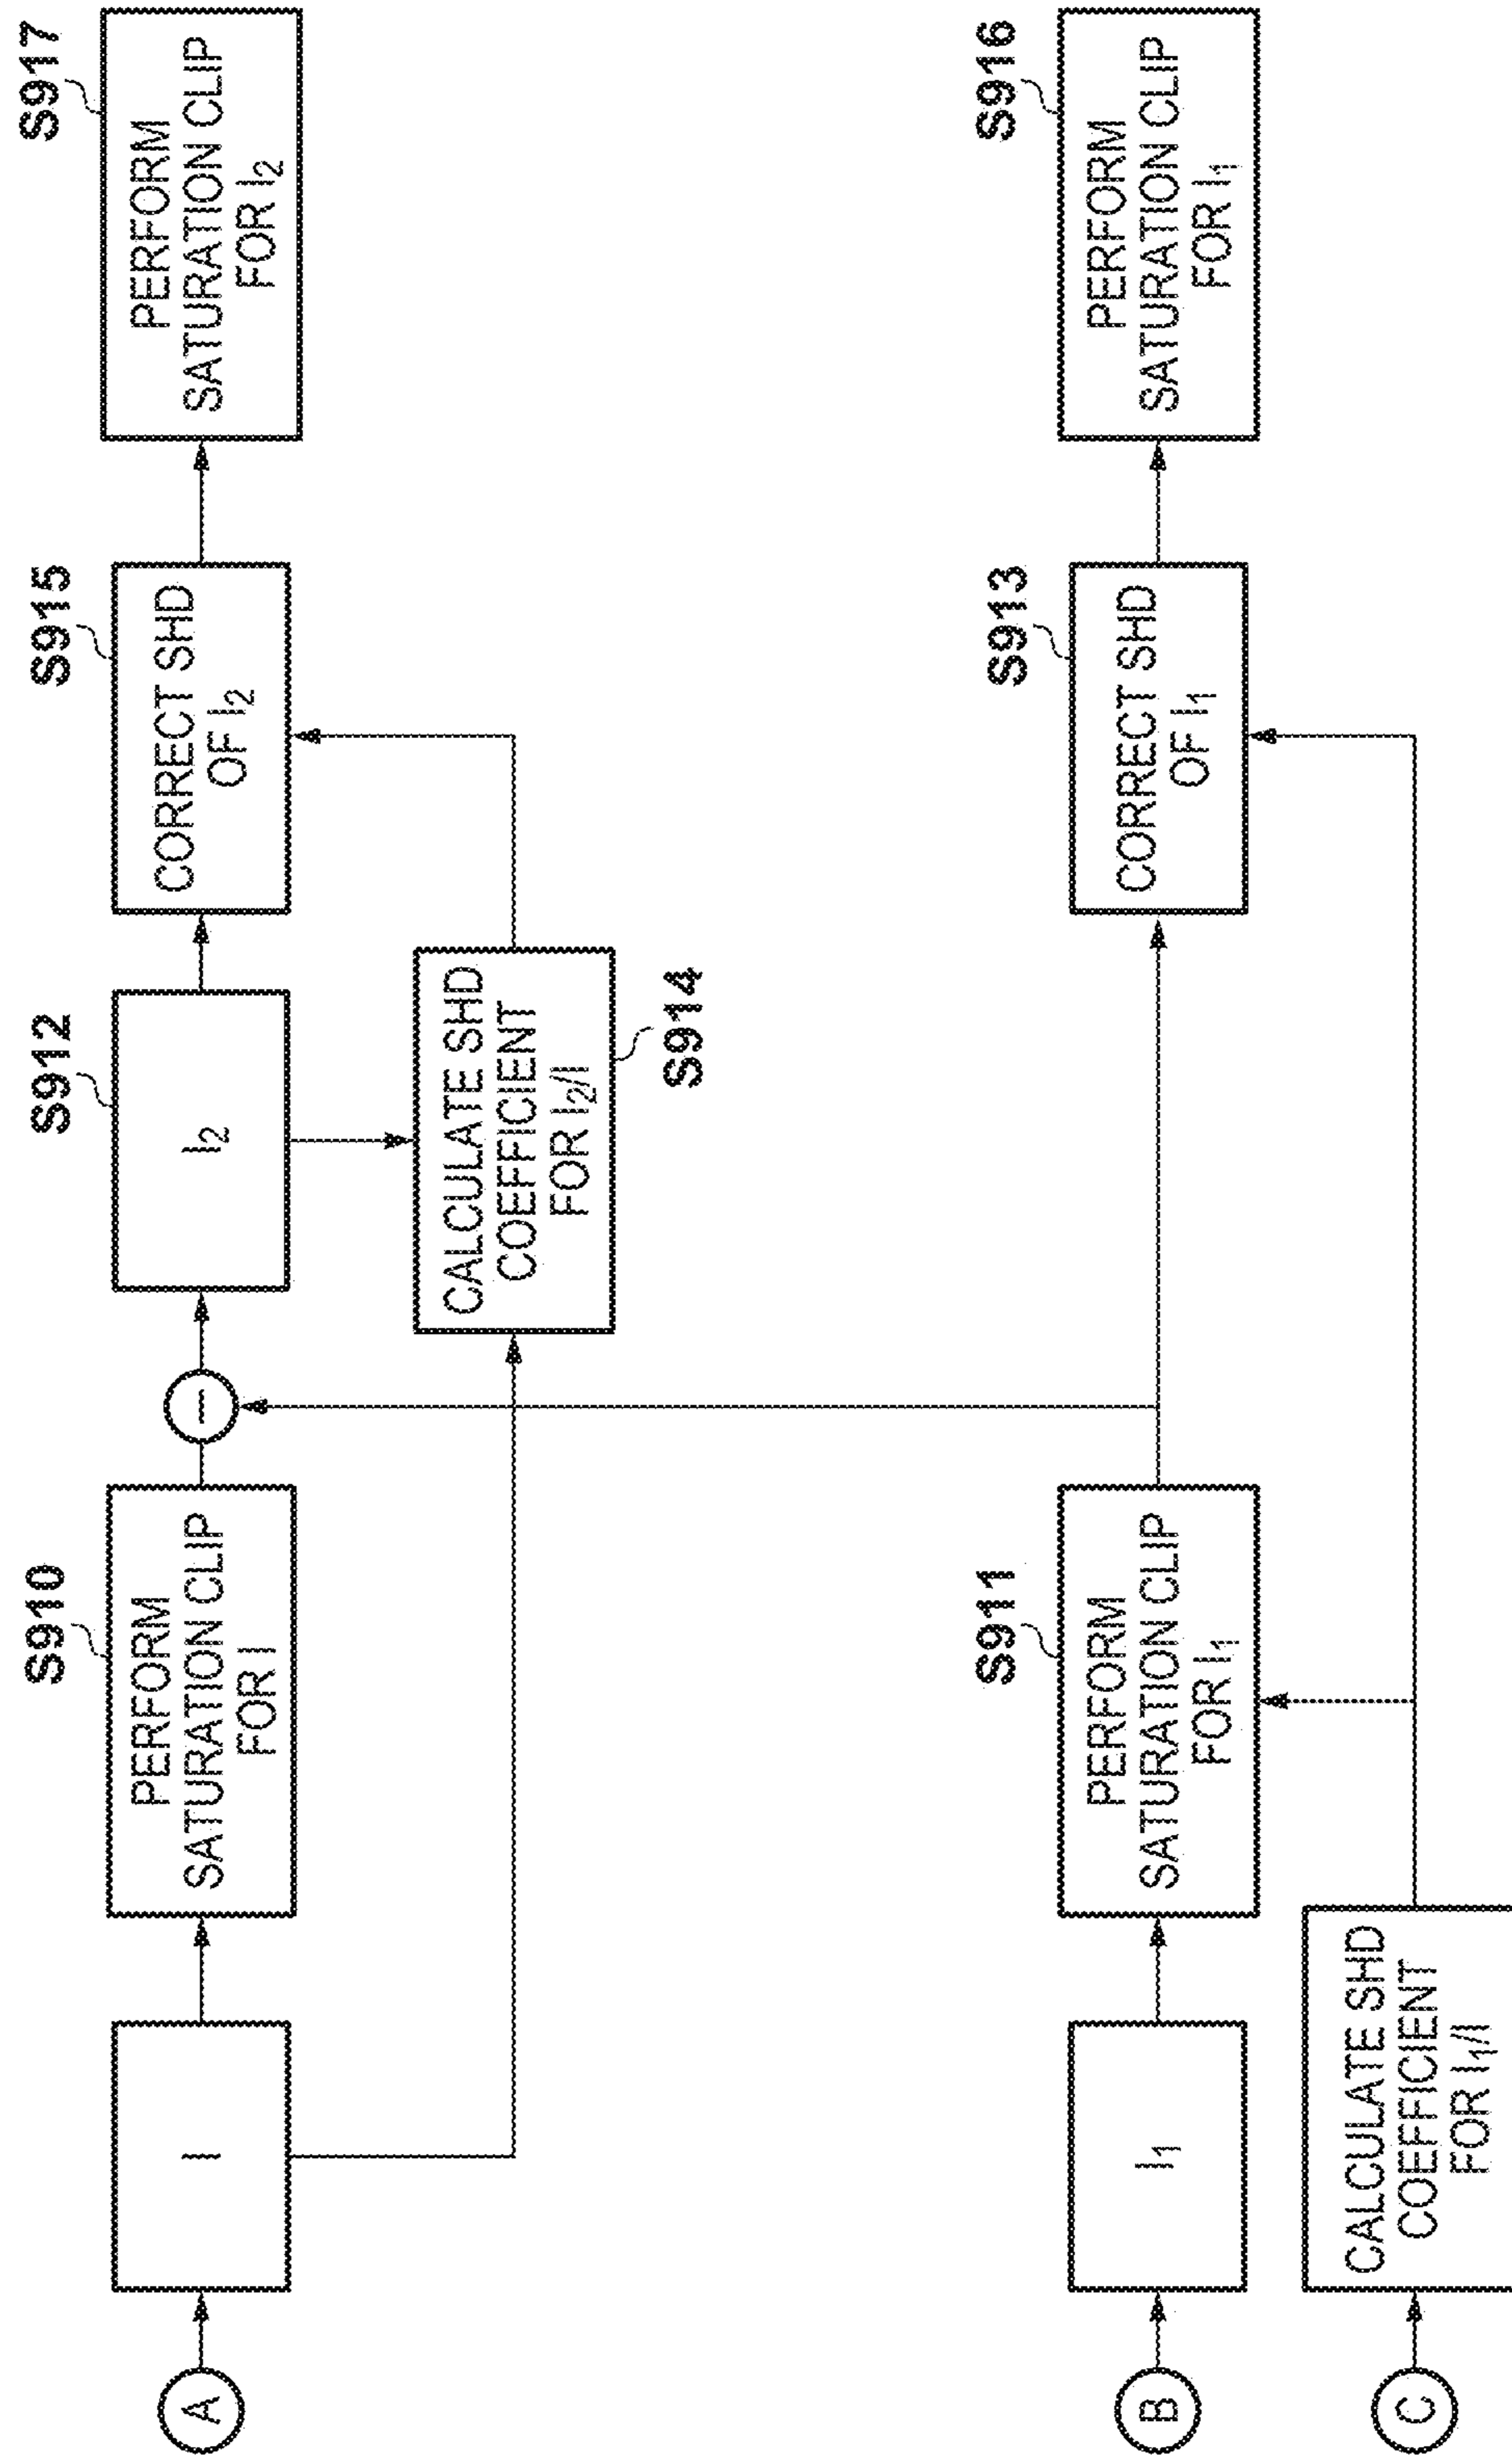 A
I
S910
PERFORM
SATURATION CLIP
FOR I
−
S912
I₂
S915
CORRECT SHD
OF I₂
S917
PERFORM
SATURATION CLIP
FOR I₂
CALCULATE SHD
COEFFICIENT
FOR I₂/I
S914
B
I₁
S911
PERFORM
SATURATION CLIP
FOR I₁
S913
CORRECT SHD
OF I₁
S916
PERFORM
SATURATION CLIP
FOR I₁
C
CALCULATE SHD
COEFFICIENT
FOR I₁/I